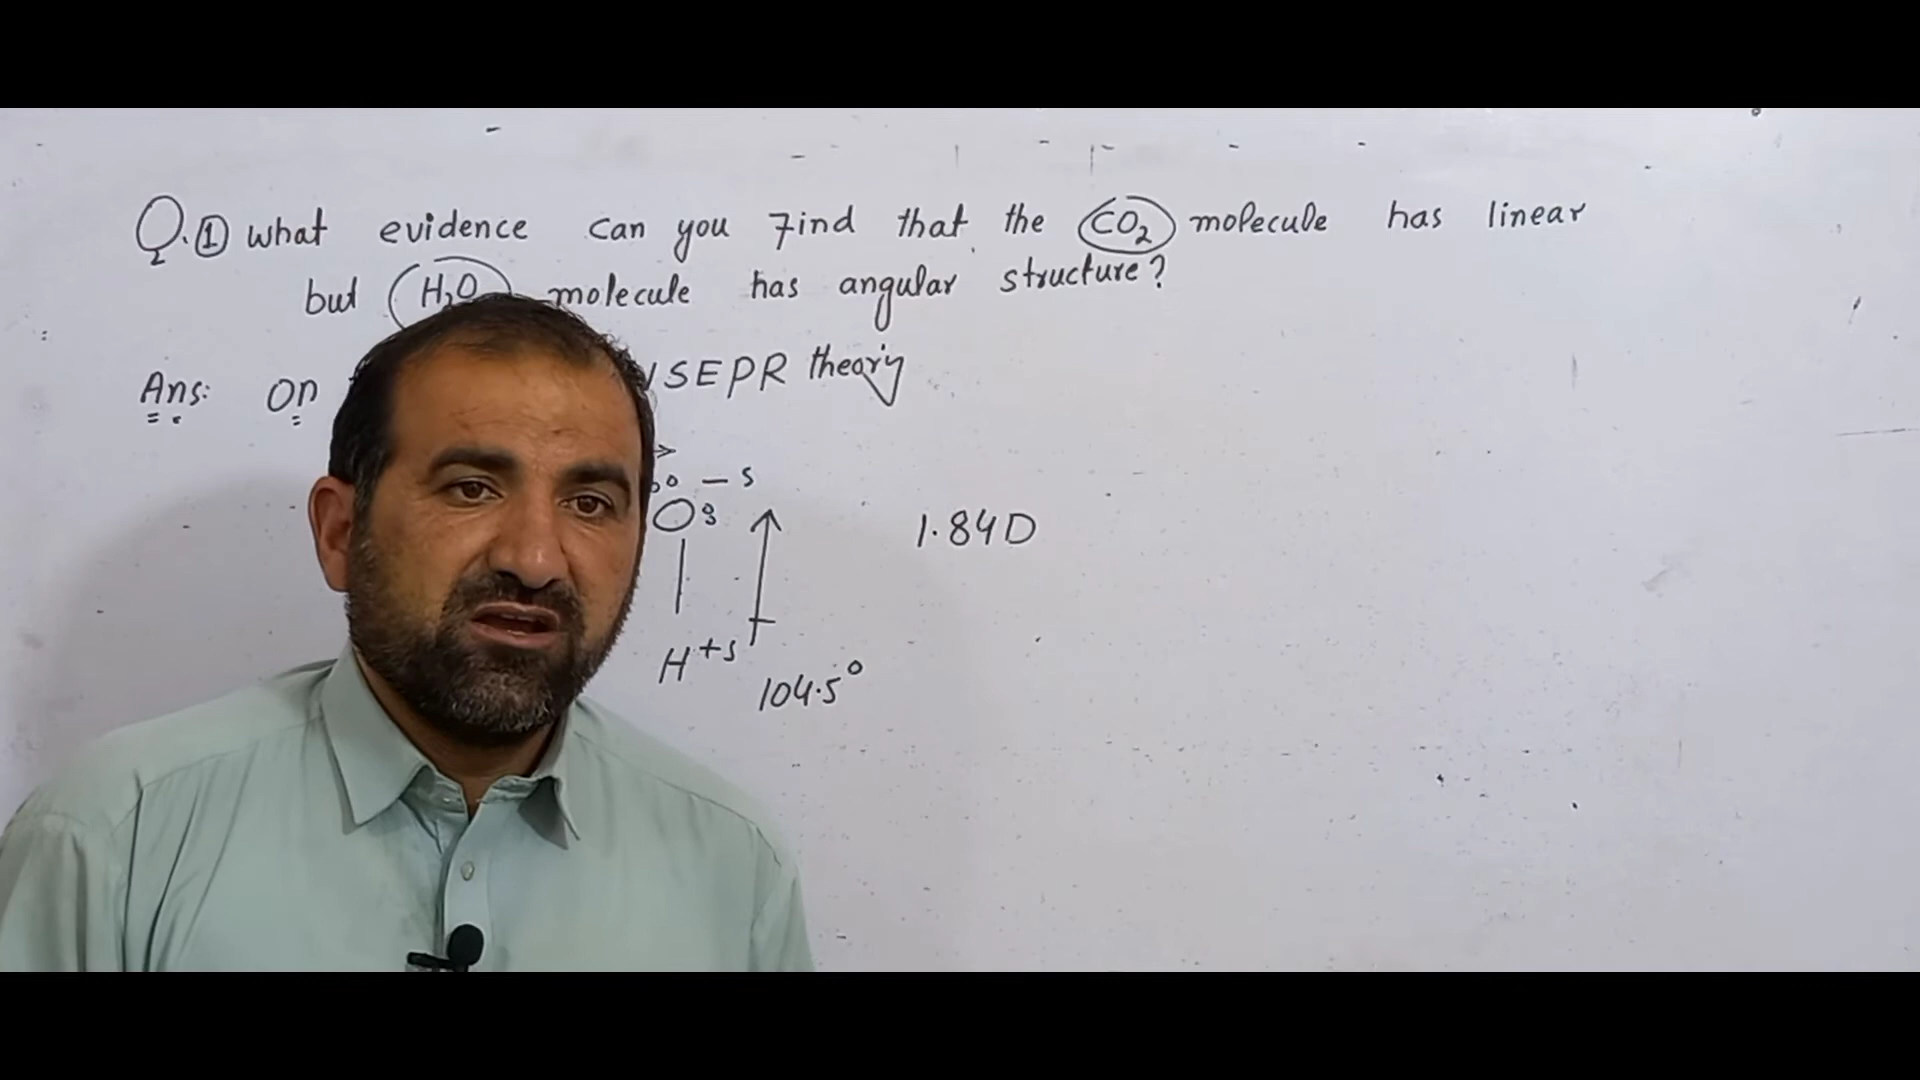 Q.① what evidence can you find that the CO₂ molecule has linear
but H₂O molecule has angular structure?
Ans: On VSEPR theory
-s
O
1.84D
H+s
104.5°